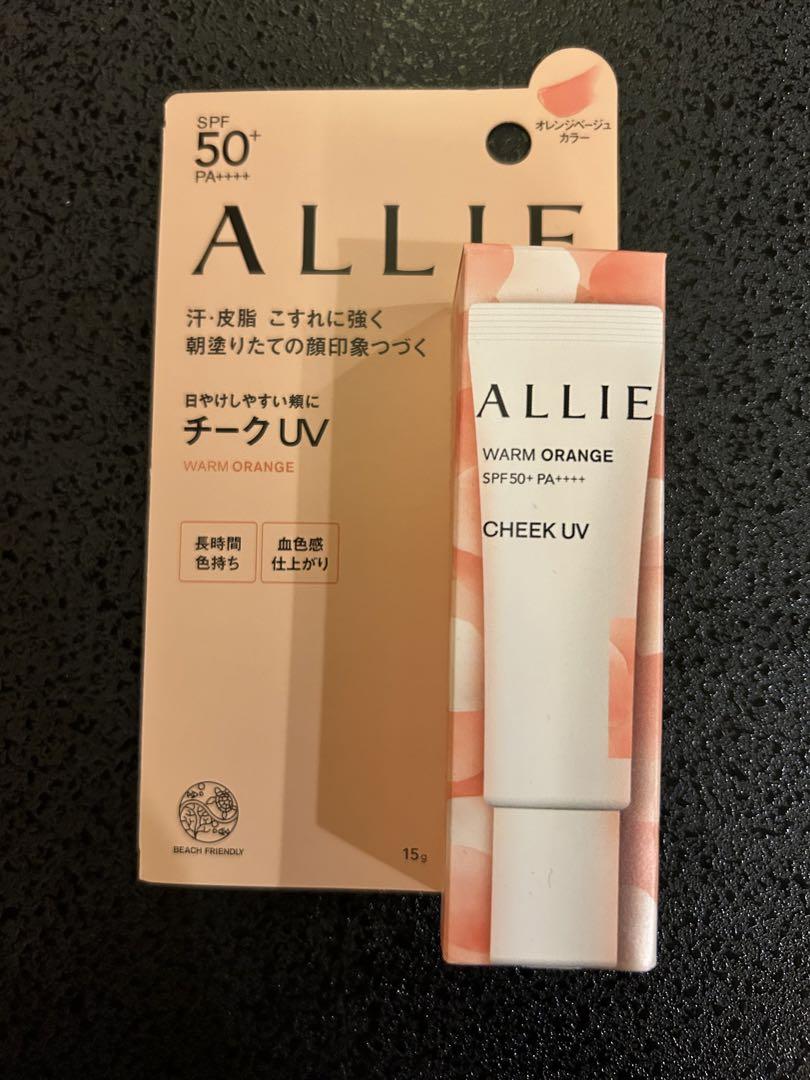 SPF
50+
PA++++
オレンジベージュ
カラー
ALLIE
汗・皮脂 こすれに強く
朝塗りたての顔印象つづく
日やけしやすい頬に
チークUV
WARM ORANGE
長時間
色持ち
血色感
仕上がり
BEACH FRIENDLY
15g
ALLIE
WARM ORANGE
SPF50+ PA++++
CHEEK UV